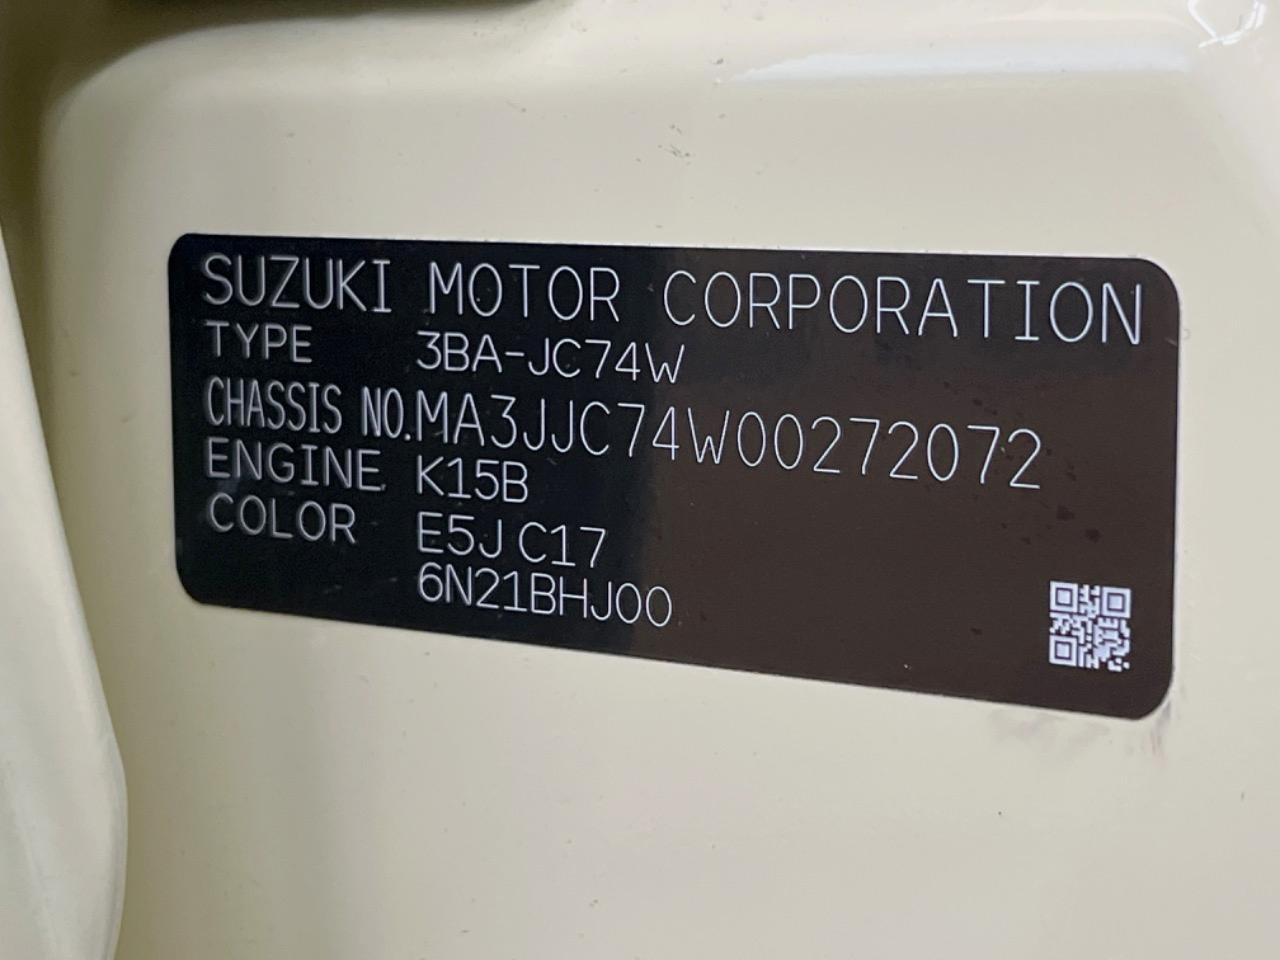 SUZUKI MOTOR CORPORATION
TYPE 3BA-JC74W
CHASSIS NO. MA3JJC74W00272072
ENGINE K15B
COLOR E5J C17
6N21BHJ00